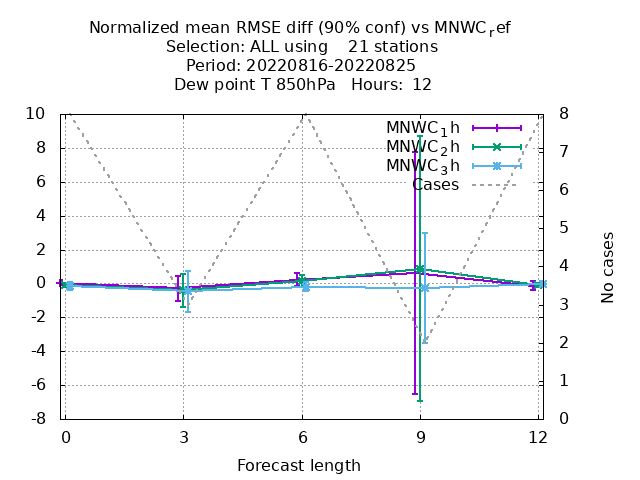 Normalized mean RMSE diff (90% conf) vs MNWC_ref
Selection: ALL using 21 stations
Period: 20220816-20220825
Dew point T 850hPa Hours: 12
MNWC_1h
MNWC_2h
MNWC_3h
Cases
10
8
6
4
2
0
-2
-4
-6
-8
8
7
6
5
4
3
2
1
0
No cases
0 3 6 9 12
Forecast length